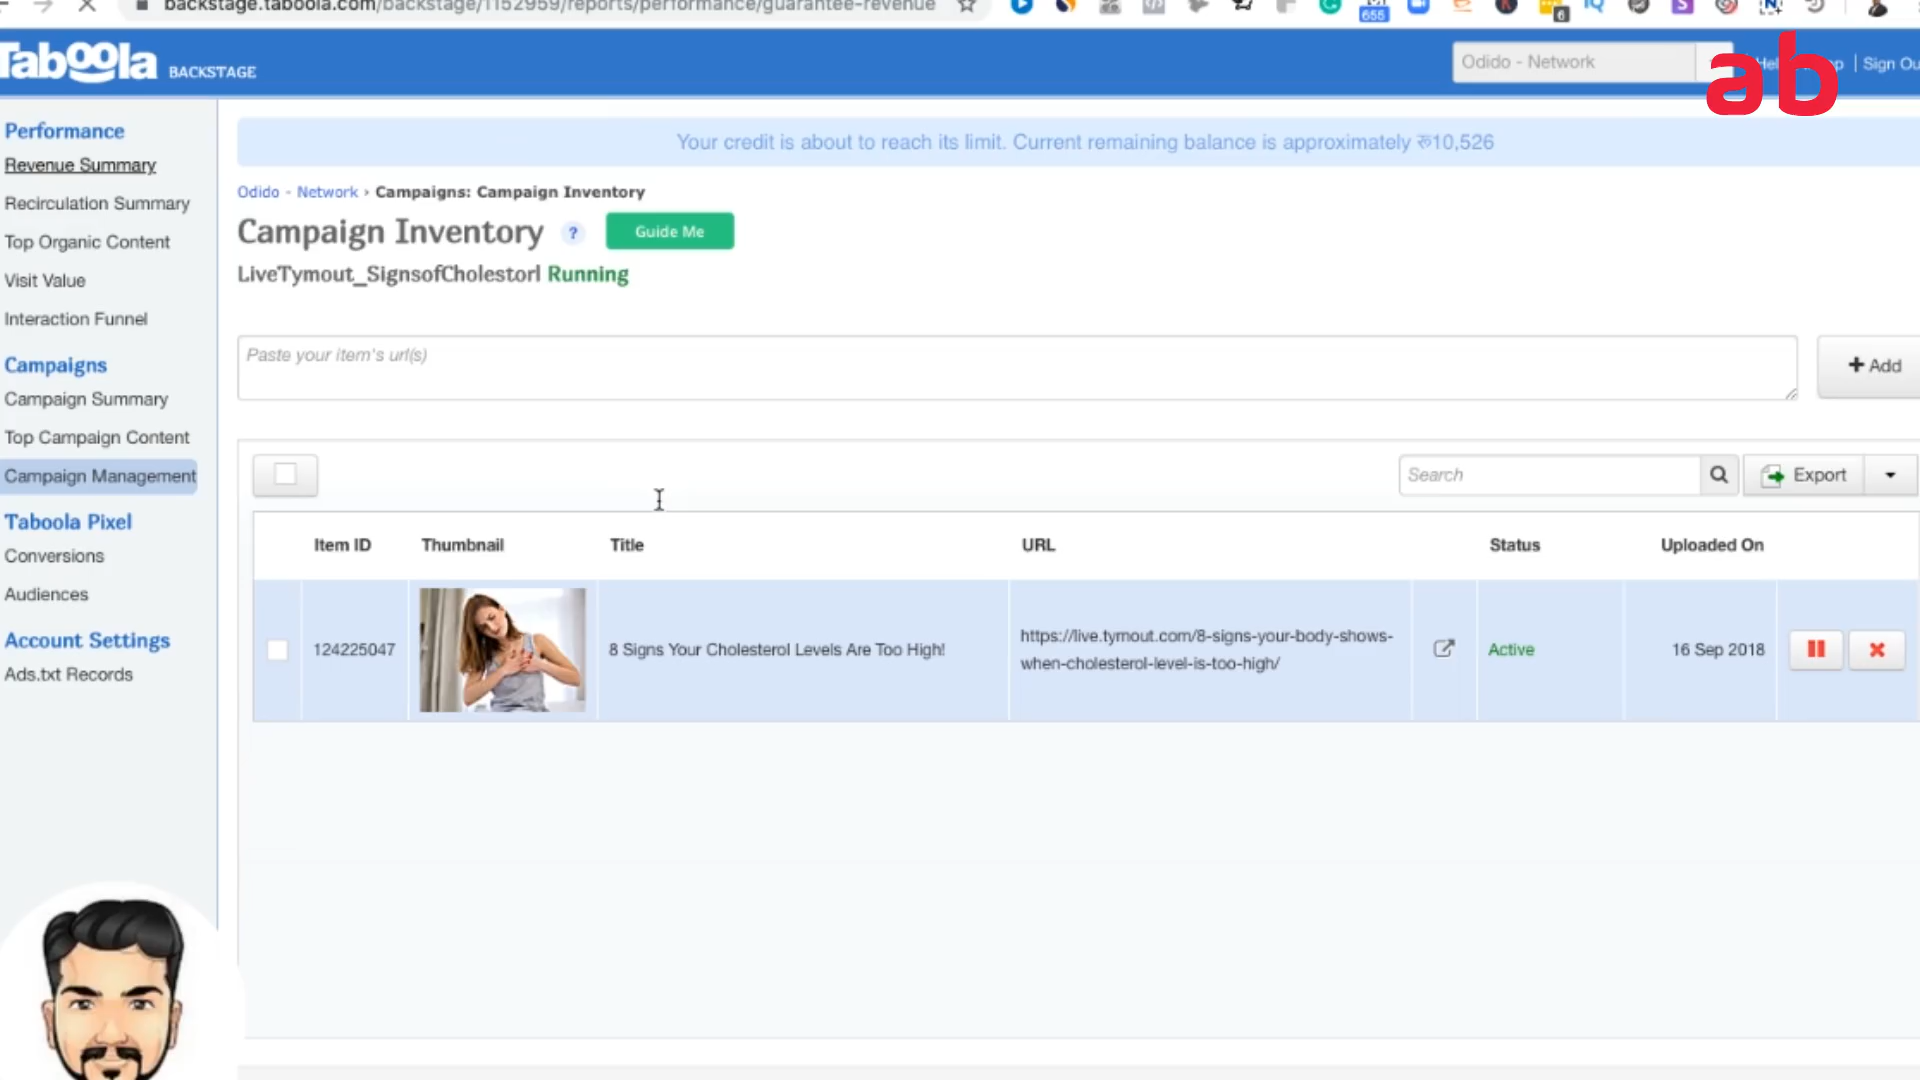 backstage.taboola.com/backstage/1152959/reports/performance/guarantee-revenue
655
6
Taboola BACKSTAGE
Odido - Network
ab
Sign Ou
Performance
Revenue Summary
Recirculation Summary
Top Organic Content
Visit Value
Interaction Funnel
Campaigns
Campaign Summary
Top Campaign Content
Campaign Management
Taboola Pixel
Conversions
Audiences
Account Settings
Ads.txt Records
Your credit is about to reach its limit. Current remaining balance is approximately রু10,526
Odido - Network › Campaigns: Campaign Inventory
Campaign Inventory ? Guide Me
LiveTymout_SignsofCholestorl Running
Paste your item's url(s)
+ Add
Search
Export
Item ID Thumbnail Title URL Status Uploaded On
124225047 8 Signs Your Cholesterol Levels Are Too High! https://live.tymout.com/8-signs-your-body-shows-
when-cholesterol-level-is-too-high/ Active 16 Sep 2018